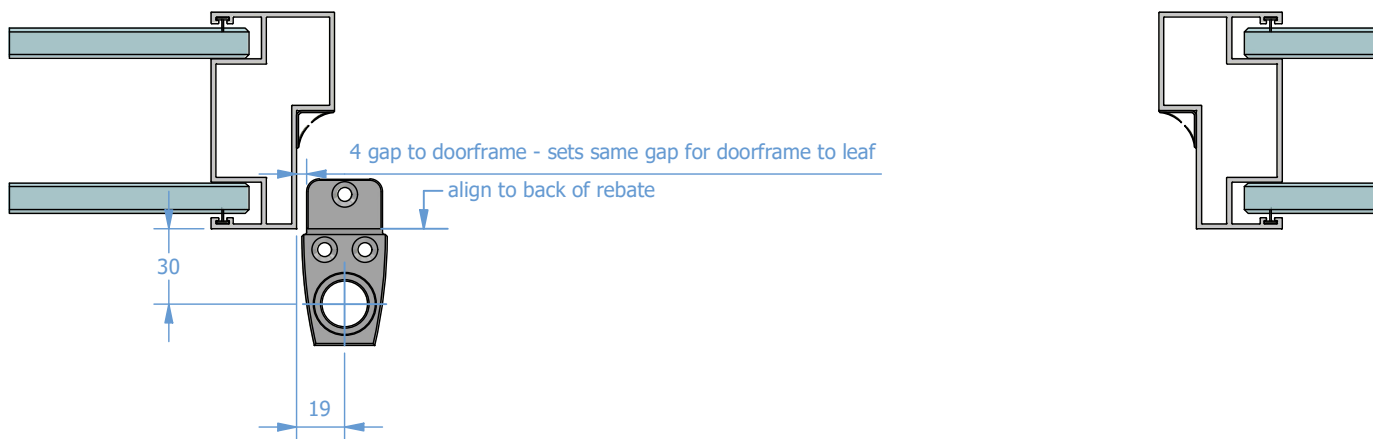 4 gap to doorframe - sets same gap for doorframe to leaf
align to back of rebate
30
19